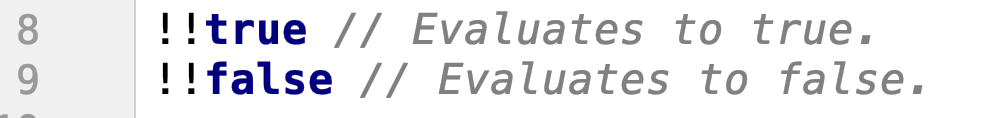 8 !!true // Evaluates to true.
9 !!false // Evaluates to false.